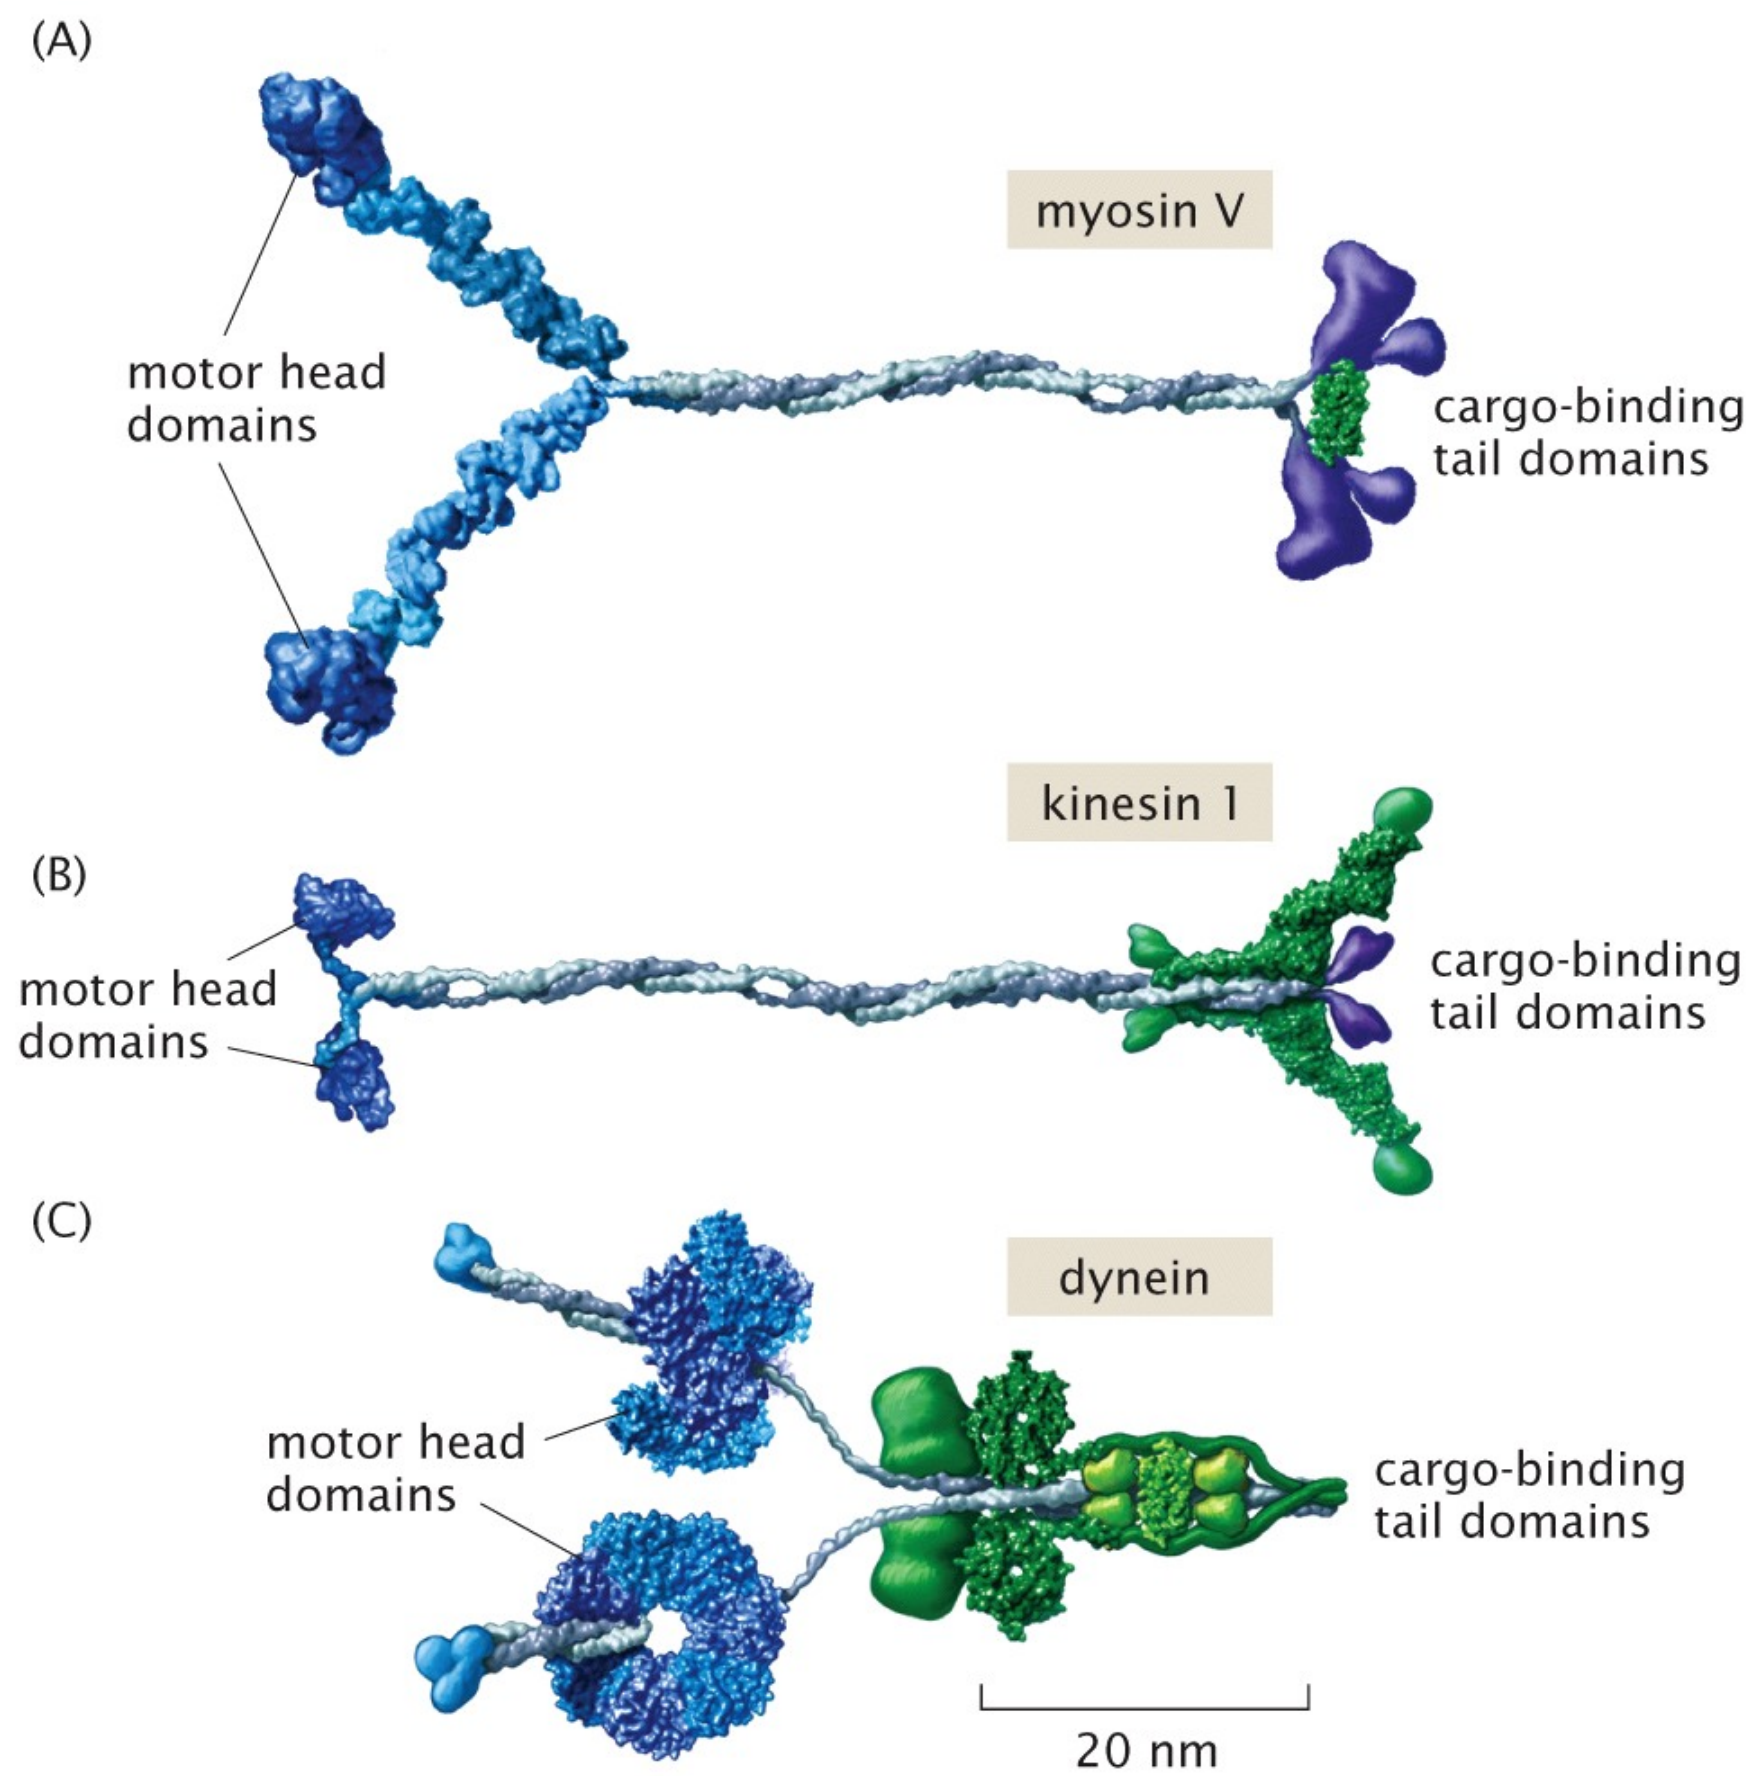 (A)
myosin V
motor head
domains
cargo-binding
tail domains
kinesin 1
(B)
motor head
domains
cargo-binding
tail domains
(C)
dynein
motor head
domains
cargo-binding
tail domains
20 nm